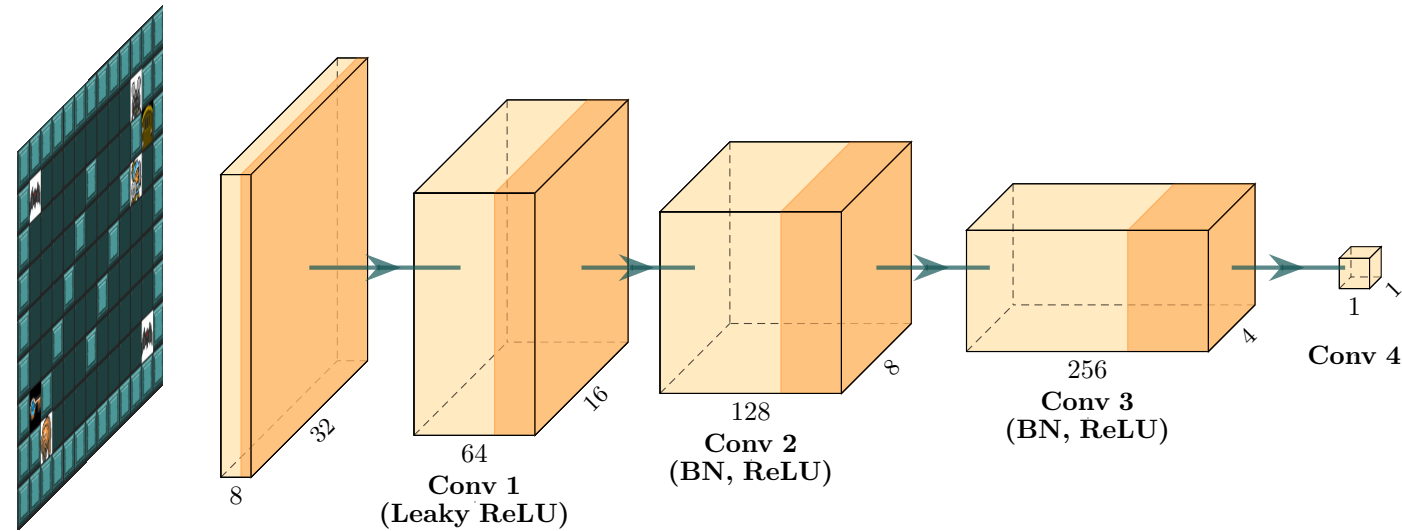 8
32
64
16
Conv 1
(Leaky ReLU)
128
8
Conv 2
(BN, ReLU)
256
4
Conv 3
(BN, ReLU)
1
1
Conv 4